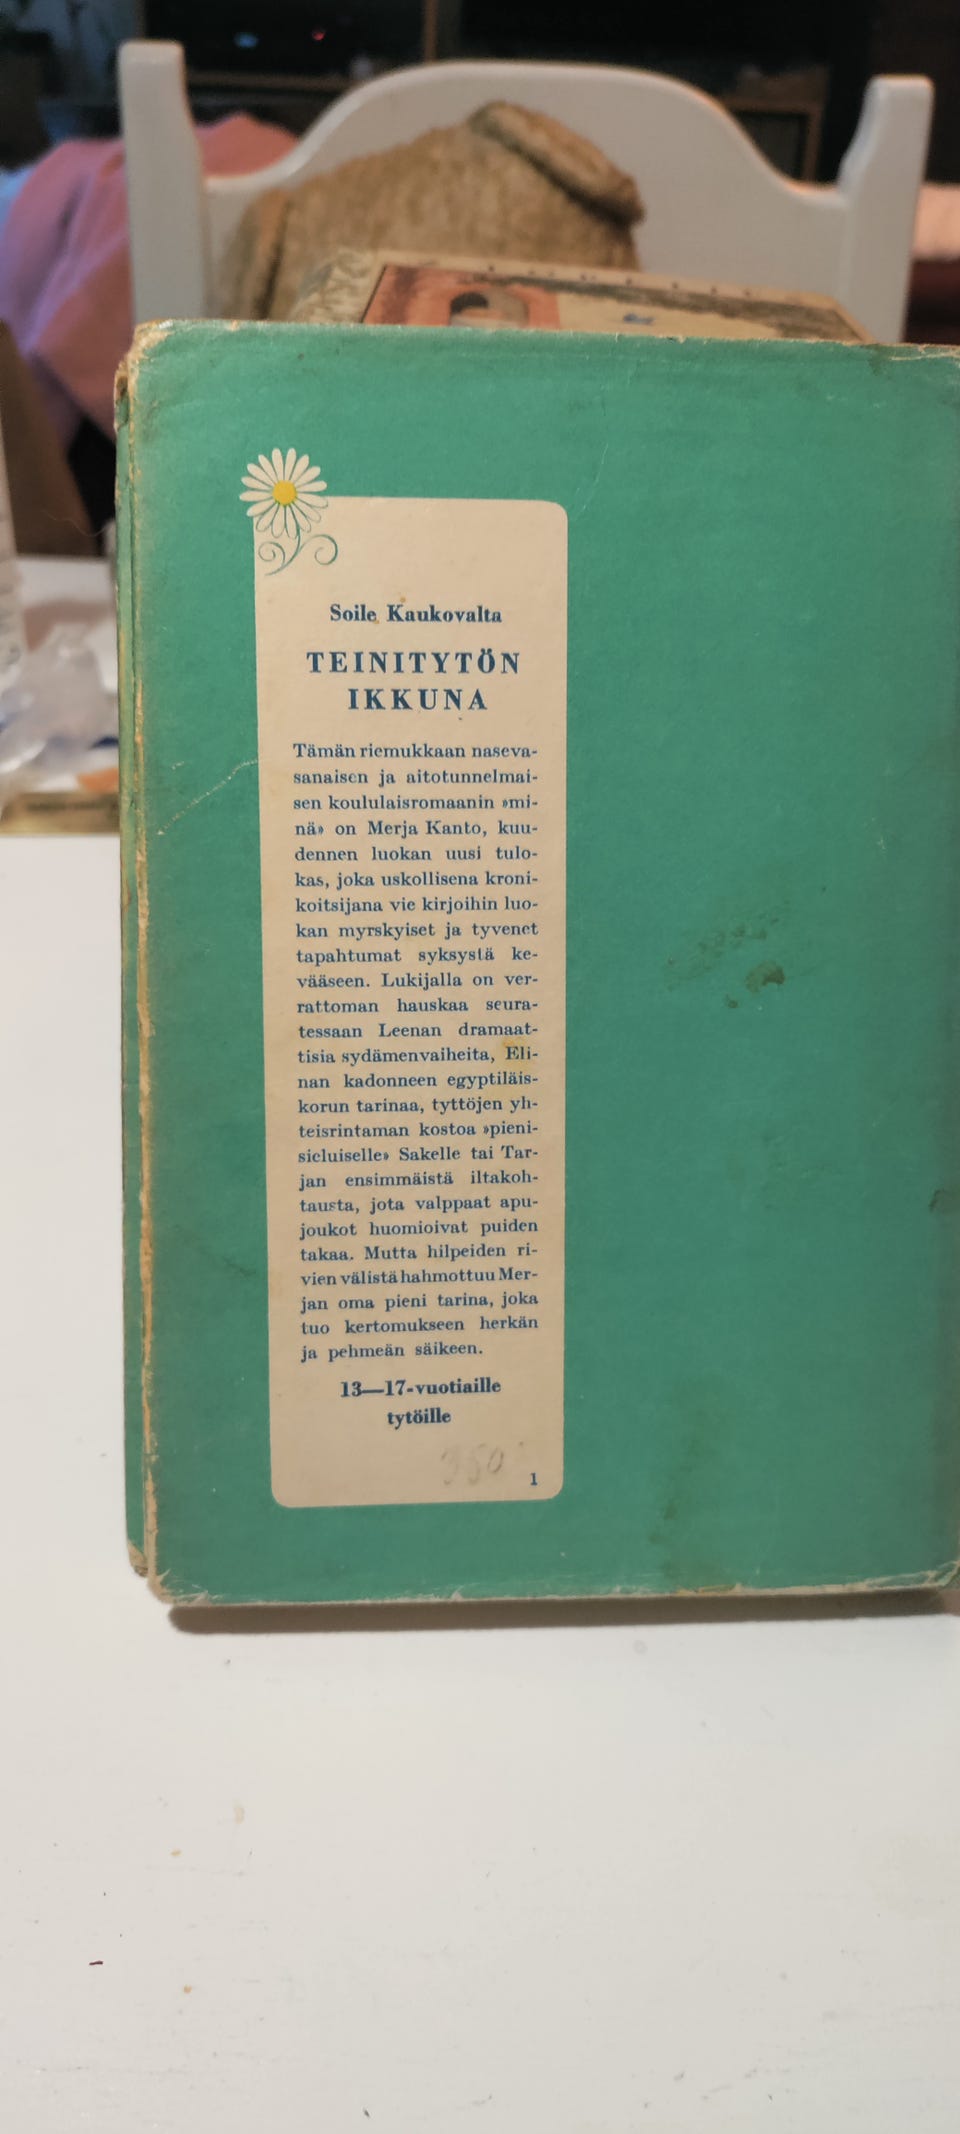 Soile Kaukovalta
TEINITYTÖN
IKKUNA
Tämän riemukkaan naseva-
sanaisen ja aitotunnelmai-
sen koululaisromaanin »mi-
nä» on Merja Kanto, kuu-
dennen luokan uusi tulo-
kas, joka uskollisena kroni-
koitsijana vie kirjoihin luo-
kan myrskyiset ja tyvenet
tapahtumat syksystä ke-
vääseen. Lukijalla on ver-
rattoman hauskaa seura-
tessaan Leenan dramaat-
tisia sydämenvaiheita, Eli-
nan kadonneen egyptiläis-
korun tarinaa, tyttöjen yh-
teisrintaman kostoa »pieni-
sieluiselle» Sakelle tai Tar-
jan ensimmäistä iltakoh-
tausta, jota valppaat apu-
joukot huomioivat puiden
takaa. Mutta hilpeiden ri-
vien välistä hahmottuu Mer-
jan oma pieni tarina, joka
tuo kertomukseen herkän
ja pehmeän säikeen.
13—17-vuotiaille
tytöille
350
1